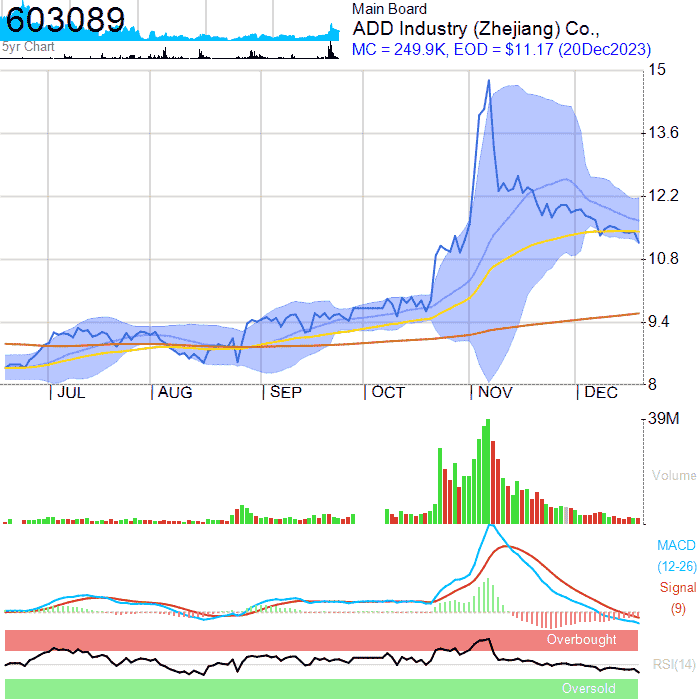 603089
5yr Chart
Main Board
ADD Industry (Zhejiang) Co.,
MC = 249.9K, EOD = $11.17 (20Dec2023)
15
13.6
12.2
10.8
9.4
8
JUL AUG SEP OCT NOV DEC
39M
Volume
MACD
(12-26)
Signal
(9)
Overbought
RSI(14)
Oversold